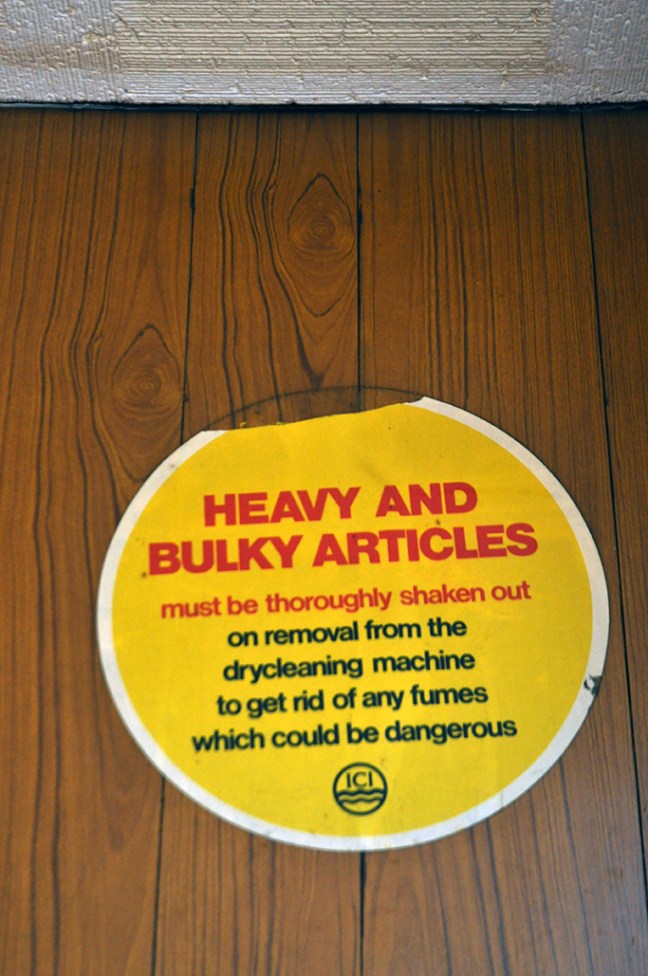 HEAVY AND
BULKY ARTICLES
must be thoroughly shaken out
on removal from the
drycleaning machine
to get rid of any fumes
which could be dangerous
ICI